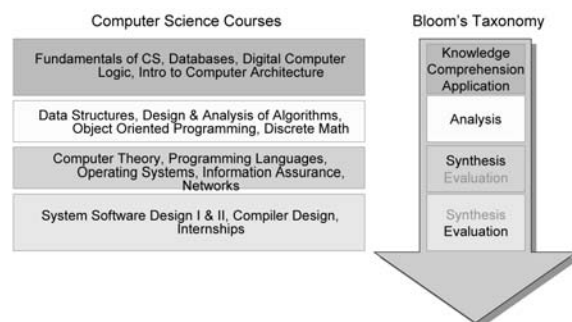 Computer Science Courses
Bloom's Taxonomy
Fundamentals of CS, Databases, Digital Computer
Logic, Intro to Computer Architecture
Knowledge
Comprehension
Application
Data Structures, Design & Analysis of Algorithms,
Object Oriented Programming, Discrete Math
Analysis
Computer Theory, Programming Languages,
Operating Systems, Information Assurance,
Networks
Synthesis
Evaluation
System Software Design I & II, Compiler Design,
Internships
Synthesis
Evaluation